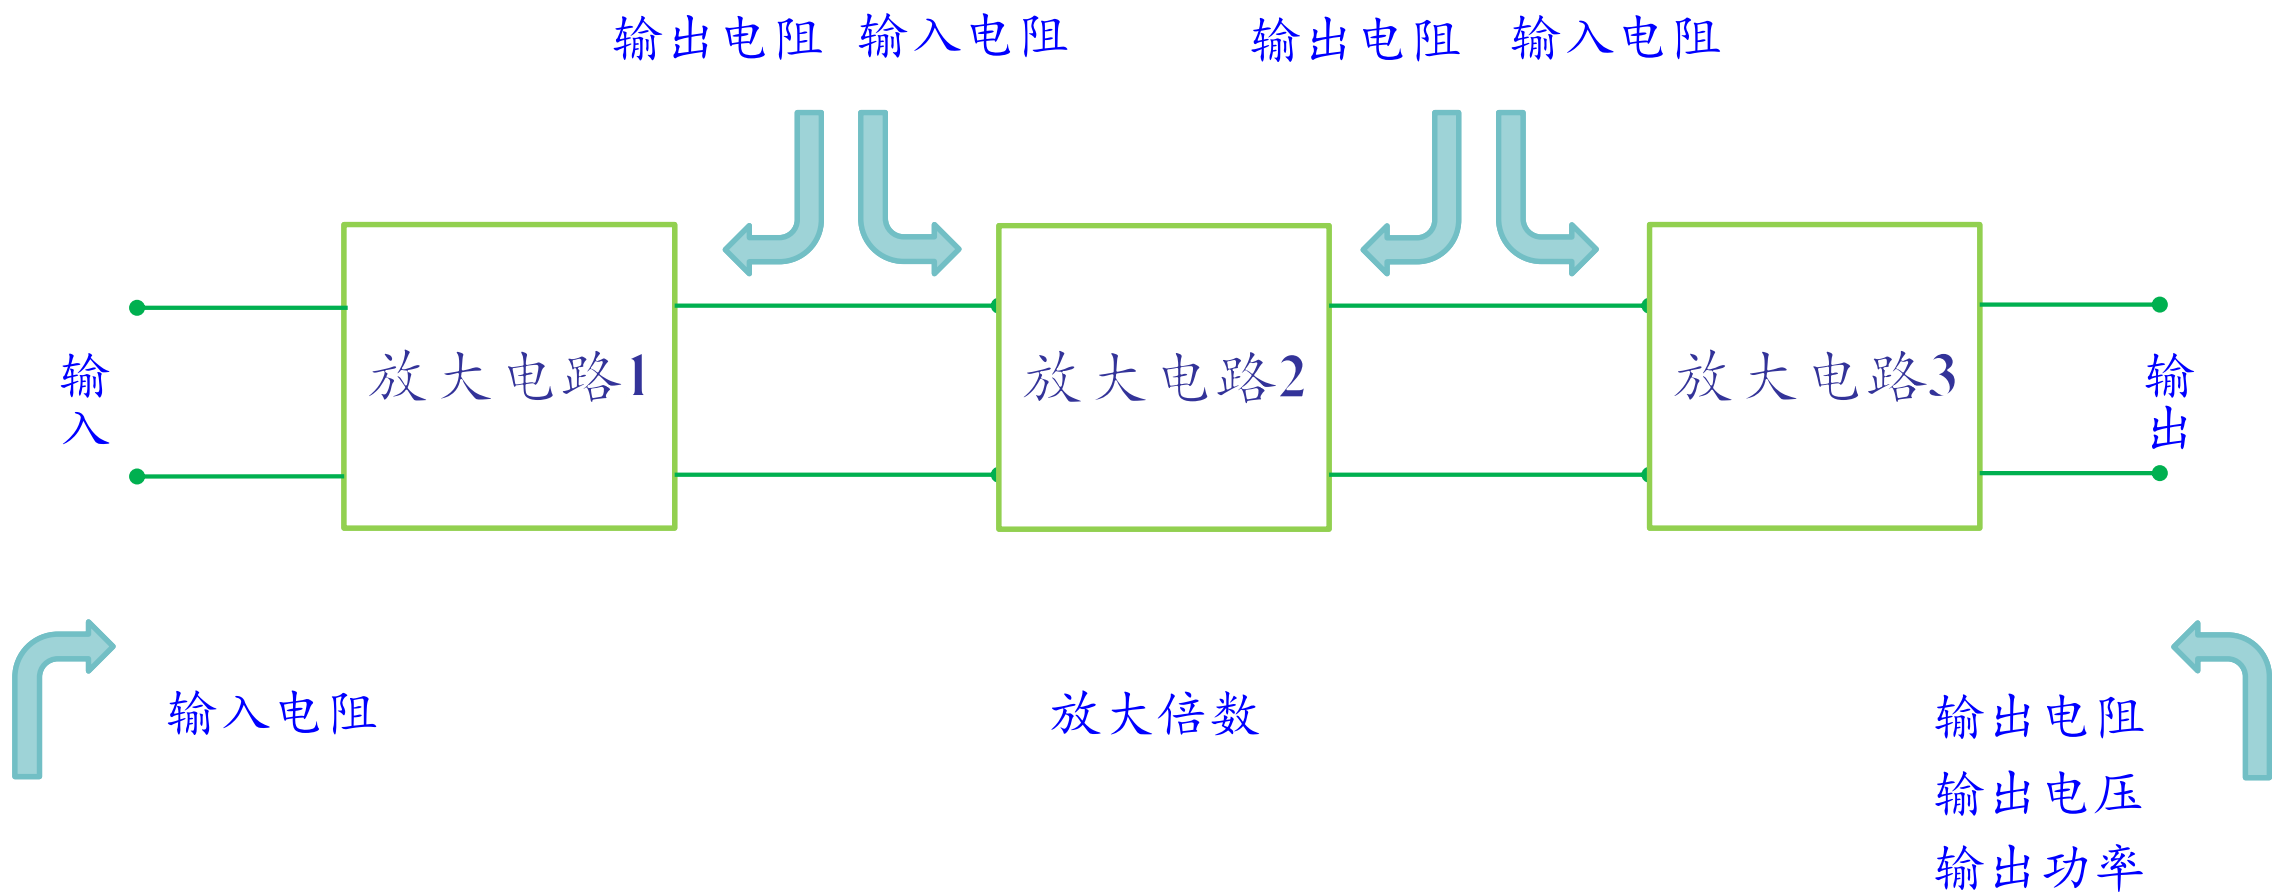 输出电阻 输入电阻 输出电阻 输入电阻
输入
放大电路1
放大电路2
放大电路3
输出
输入电阻
放大倍数
输出电阻
输出电压
输出功率